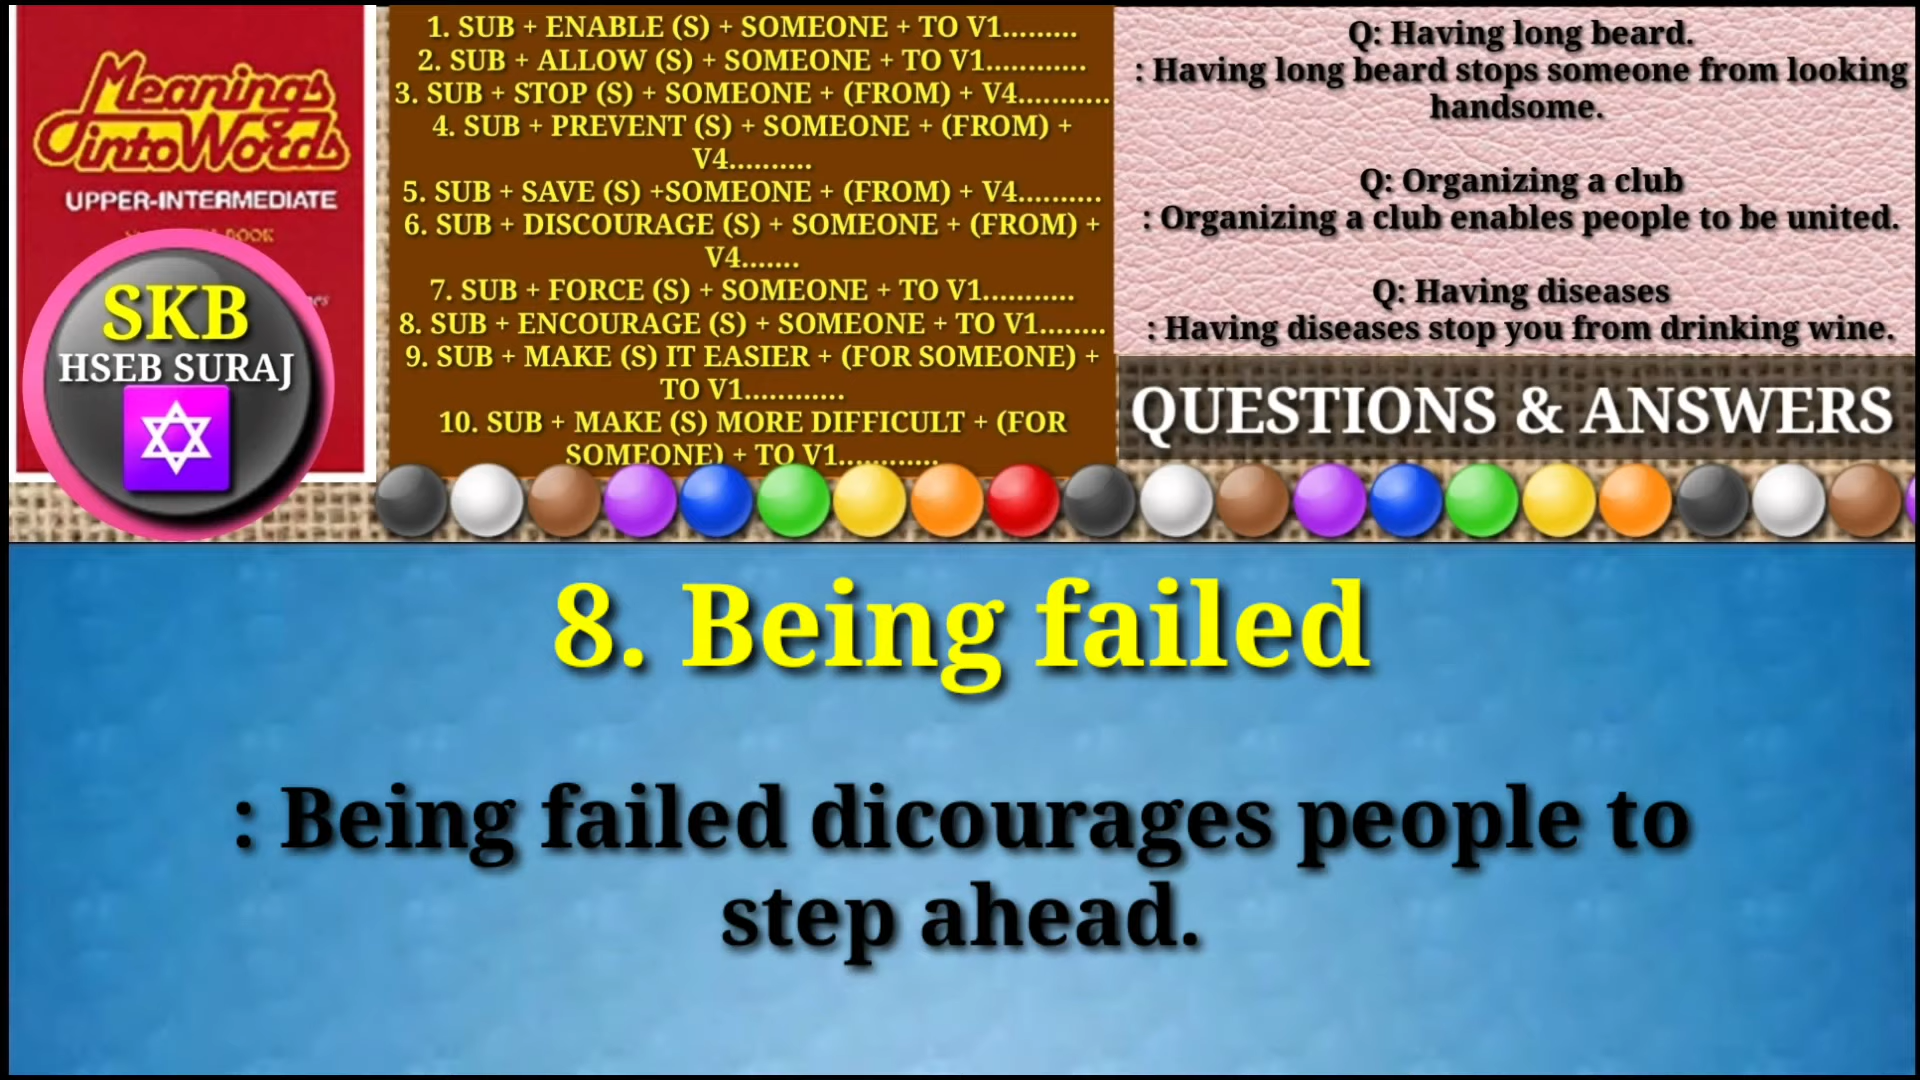 Meanings
into Words
UPPER-INTERMEDIATE
BOOK
SKB
HSEB SURAJ
1. SUB + ENABLE (S) + SOMEONE + TO V1.........
2. SUB + ALLOW (S) + SOMEONE + TO V1............
3. SUB + STOP (S) + SOMEONE + (FROM) + V4...........
4. SUB + PREVENT (S) + SOMEONE + (FROM) +
V4..........
5. SUB + SAVE (S) +SOMEONE + (FROM) + V4..........
6. SUB + DISCOURAGE (S) + SOMEONE + (FROM) +
V4.......
7. SUB + FORCE (S) + SOMEONE + TO V1...........
8. SUB + ENCOURAGE (S) + SOMEONE + TO V1........
9. SUB + MAKE (S) IT EASIER + (FOR SOMEONE) +
TO V1............
10. SUB + MAKE (S) MORE DIFFICULT + (FOR
SOMEONE) + TO V1............
Q: Having long beard.
: Having long beard stops someone from looking
handsome.
Q: Organizing a club
: Organizing a club enables people to be united.
Q: Having diseases
: Having diseases stop you from drinking wine.
QUESTIONS & ANSWERS
8. Being failed
: Being failed dicourages people to
step ahead.